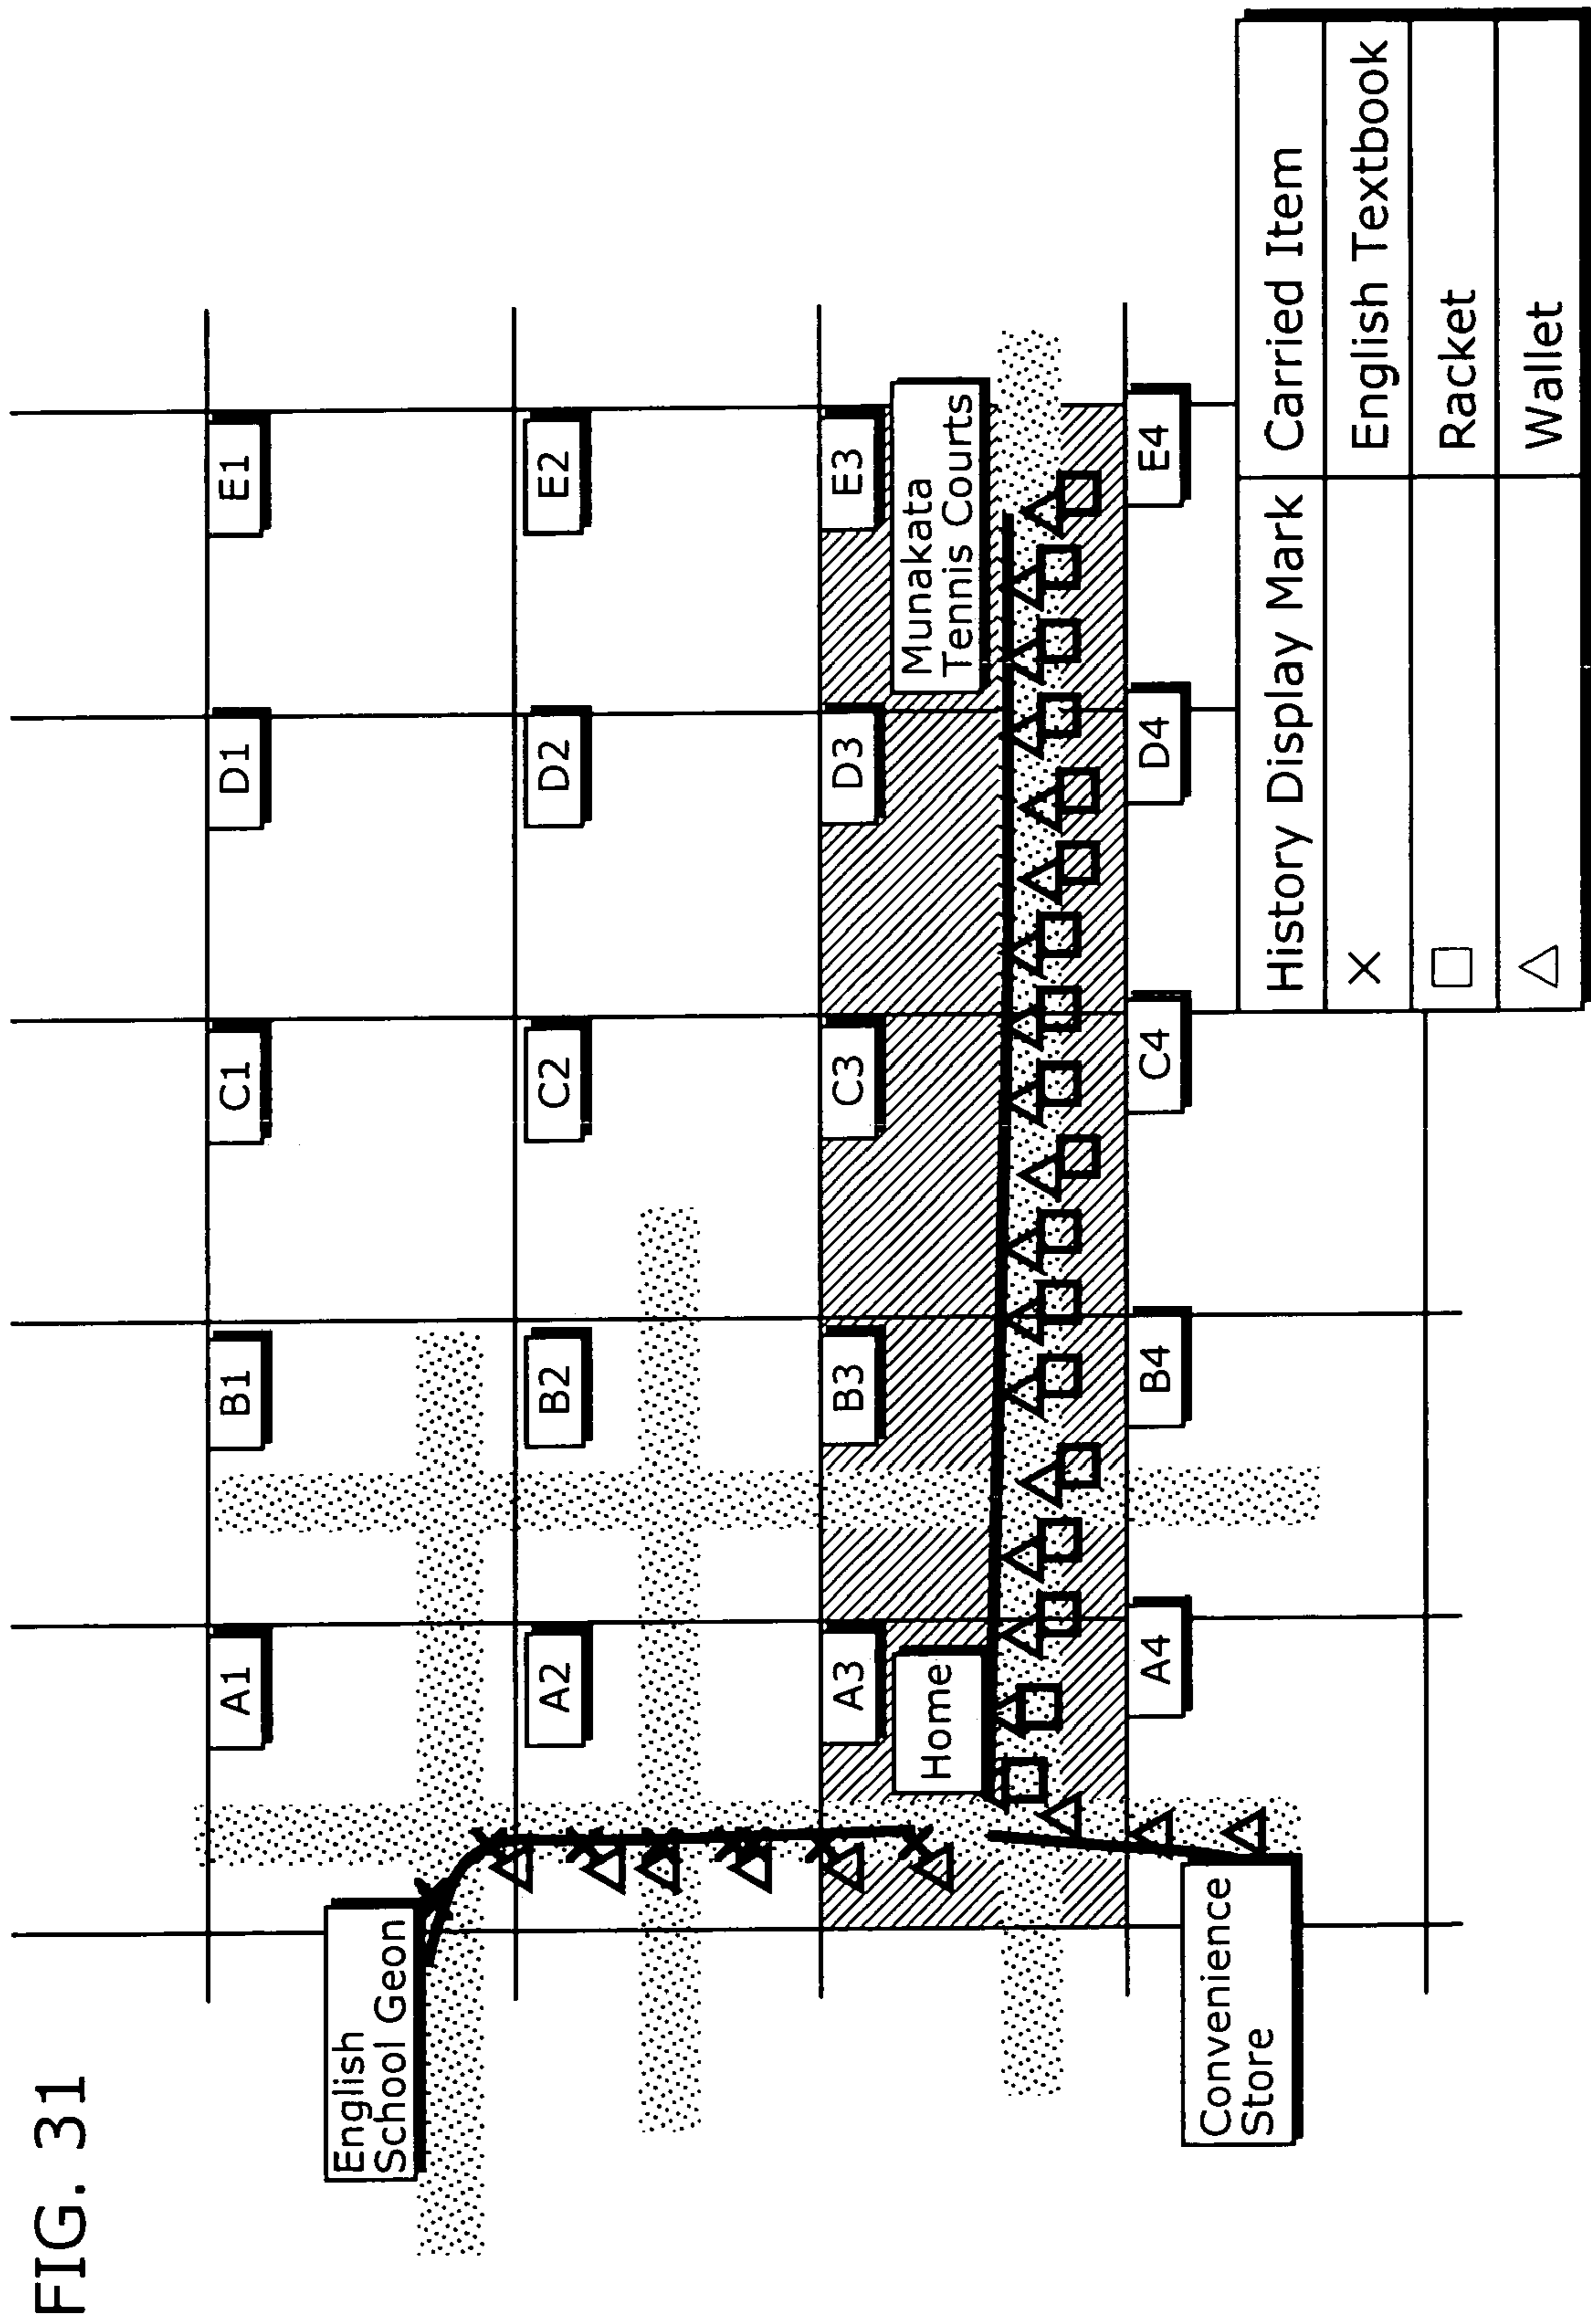 FIG. 31
A1
B1
C1
D1
E1
English
School Geon
A2
B2
C2
D2
E2
A3
B3
C3
D3
E3
Home
Munakata
Tennis Courts
A4
B4
C4
D4
E4
Convenience
Store
History Display Mark Carried Item
× English Textbook
□ Racket
△ Wallet